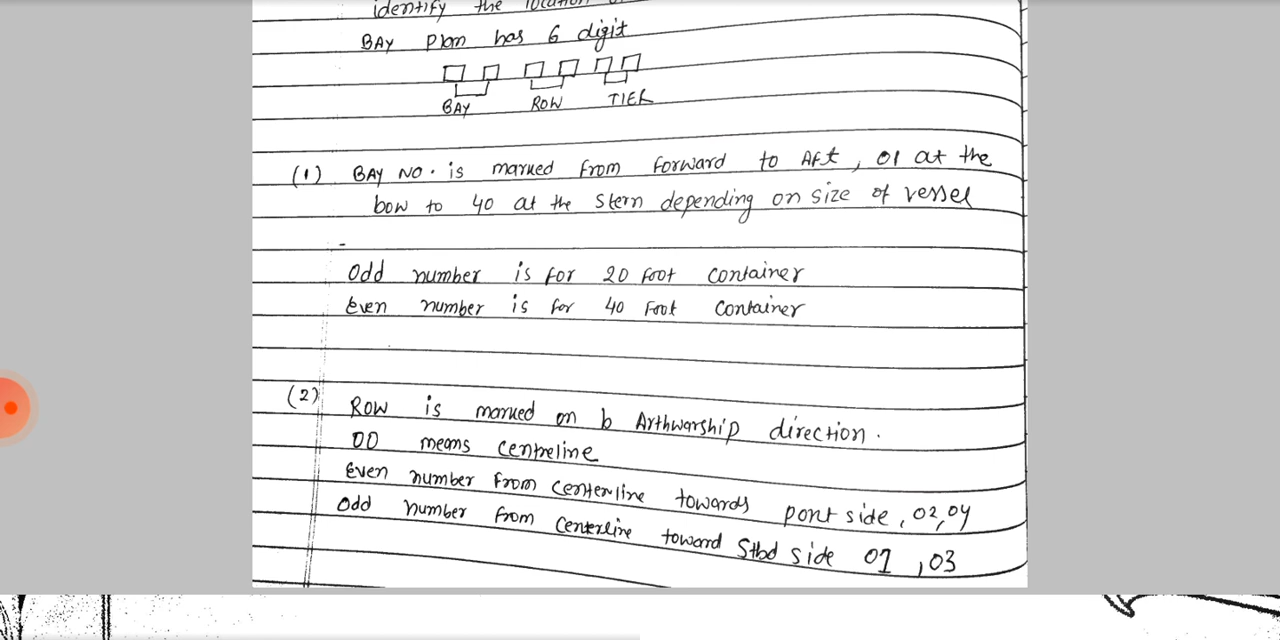 identify the location
BAY Plan has 6 digit
BAY ROW TIER
(1) BAY NO. is marked from forward to Aft, 01 at the
bow to 40 at the stern depending on size of vessel
Odd number is for 20 foot container
Even number is for 40 foot container
(2) ROW is marked on b Arthwarship direction.
00 means centreline
Even number from centerline towards port side, 02, 04
Odd number from centerline toward Stbd side 01, 03